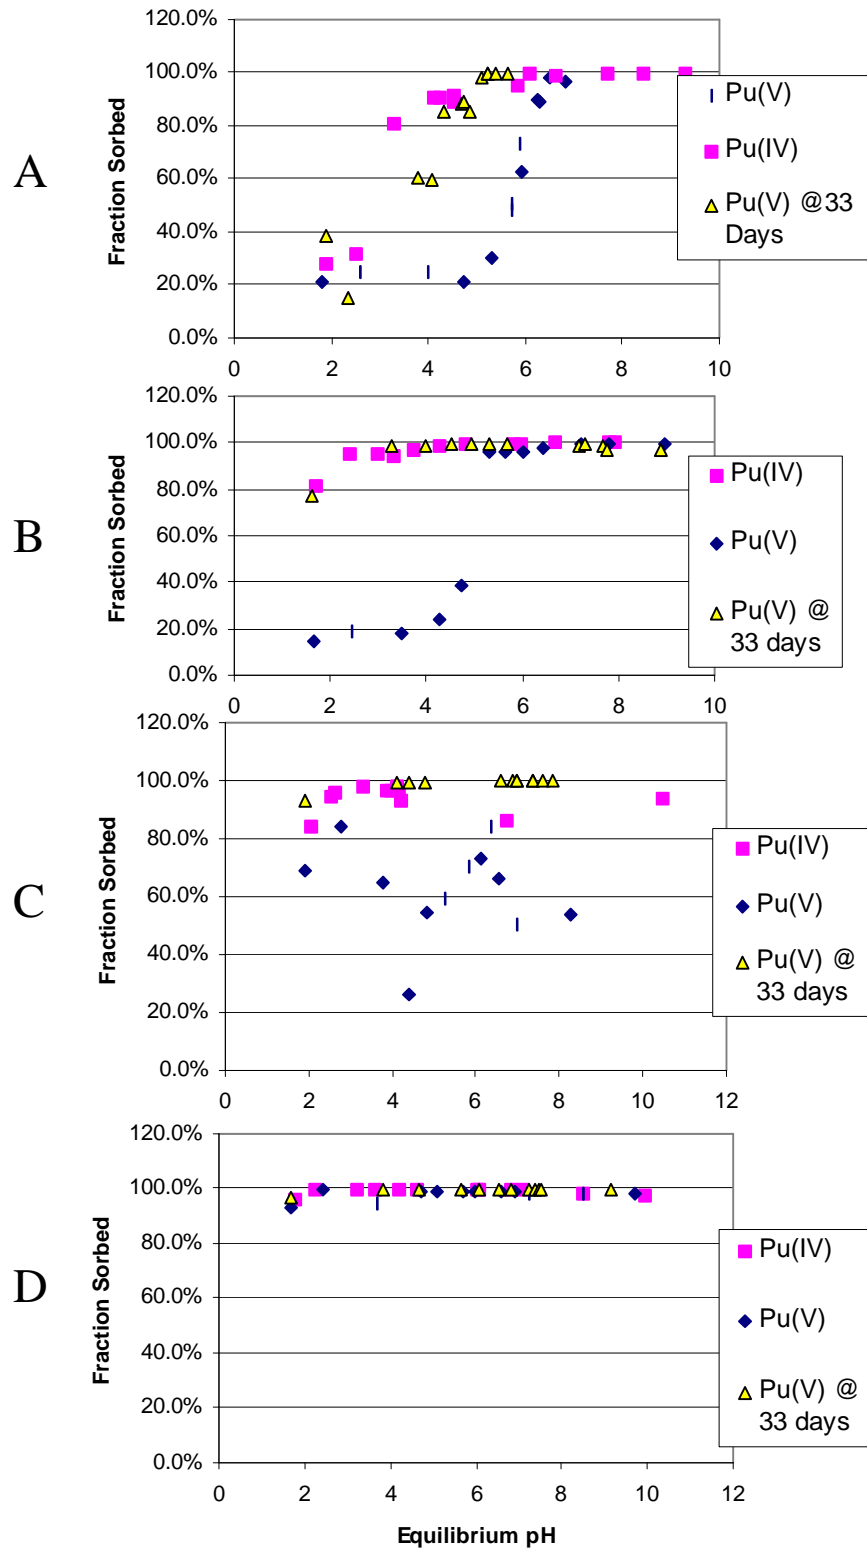 A
Fraction Sorbed
120.0%
100.0%
80.0%
60.0%
40.0%
20.0%
0.0%
0 2 4 6 8 10
Pu(V)
Pu(IV)
Pu(V) @33
Days
B
Fraction Sorbed
120.0%
100.0%
80.0%
60.0%
40.0%
20.0%
0.0%
0 2 4 6 8 10
Pu(IV)
Pu(V)
Pu(V) @
33 days
C
Fraction Sorbed
120.0%
100.0%
80.0%
60.0%
40.0%
20.0%
0.0%
0 2 4 6 8 10 12
Pu(IV)
Pu(V)
Pu(V) @
33 days
D
Fraction Sorbed
120.0%
100.0%
80.0%
60.0%
40.0%
20.0%
0.0%
0 2 4 6 8 10 12
Pu(IV)
Pu(V)
Pu(V) @
33 days
Equilibrium pH